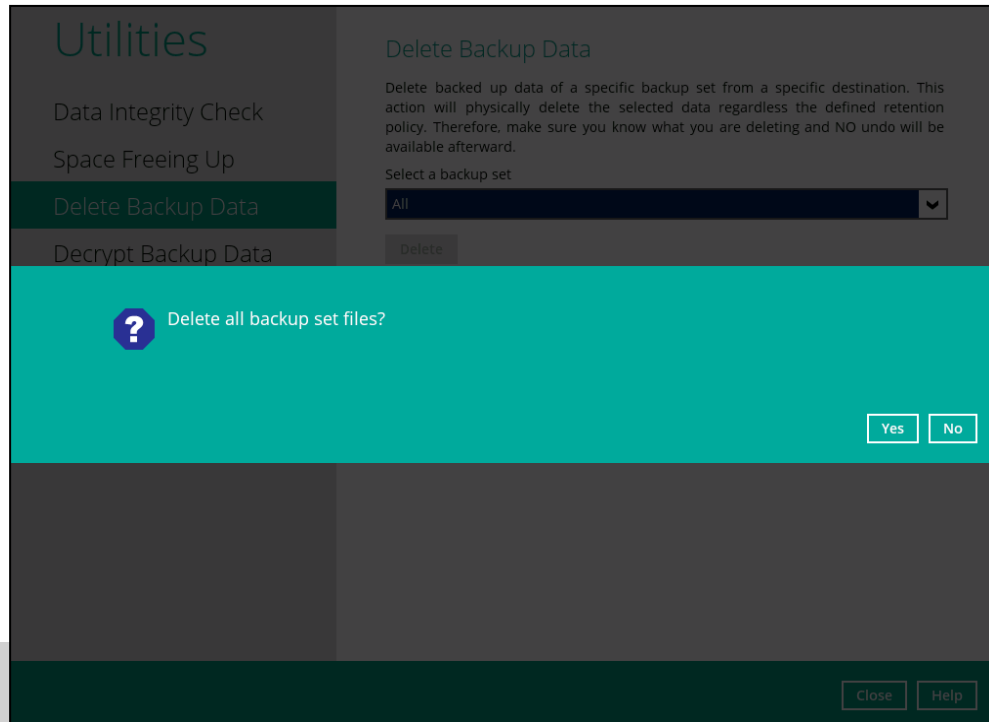 Utilities
Data Integrity Check
Space Freeing Up
Delete Backup Data
Decrypt Backup Data
Delete Backup Data
Delete backed up data of a specific backup set from a specific destination. This
action will physically delete the selected data regardless the defined retention
policy. Therefore, make sure you know what you are deleting and NO undo will be
available afterward.
Select a backup set
All
Delete
?
Delete all backup set files?
Yes
No
Close
Help